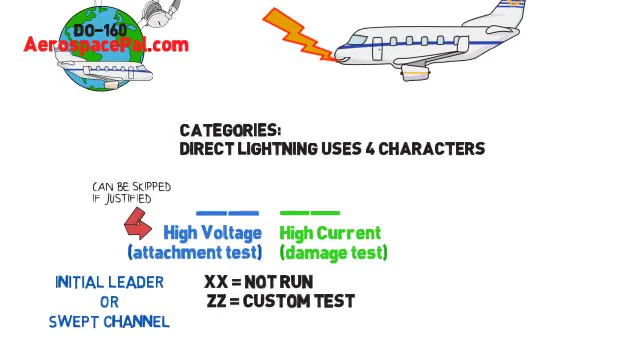 DO-160
AerospacePal.com
CATEGORIES:
DIRECT LIGHTNING USES 4 CHARACTERS
CAN BE SKIPPED
IF JUSTIFIED
High Voltage
(attachment test)
High Current
(damage test)
INITIAL LEADER
OR
SWEPT CHANNEL
XX = NOT RUN
ZZ = CUSTOM TEST